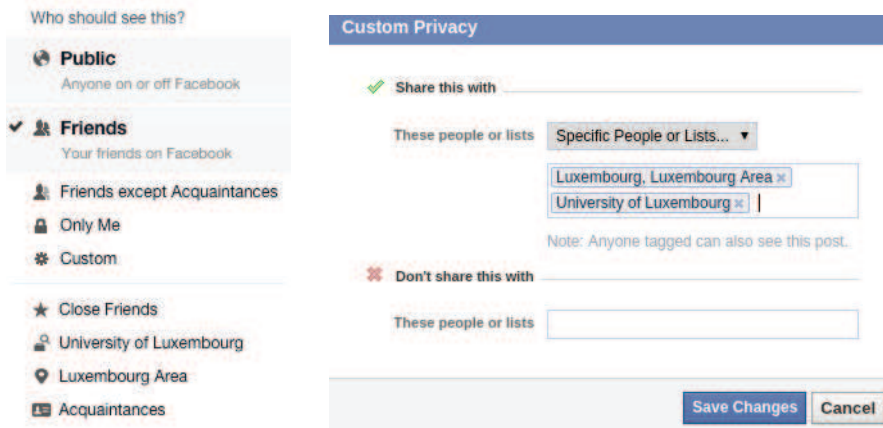 Who should see this?
Public
Anyone on or off Facebook
Friends
Your friends on Facebook
Friends except Acquaintances
Only Me
Custom
Close Friends
University of Luxembourg
Luxembourg Area
Acquaintances
Custom Privacy
Share this with
These people or lists Specific People or Lists...
Luxembourg, Luxembourg Area ×
University of Luxembourg ×
Note: Anyone tagged can also see this post.
Don't share this with
These people or lists
Save Changes Cancel